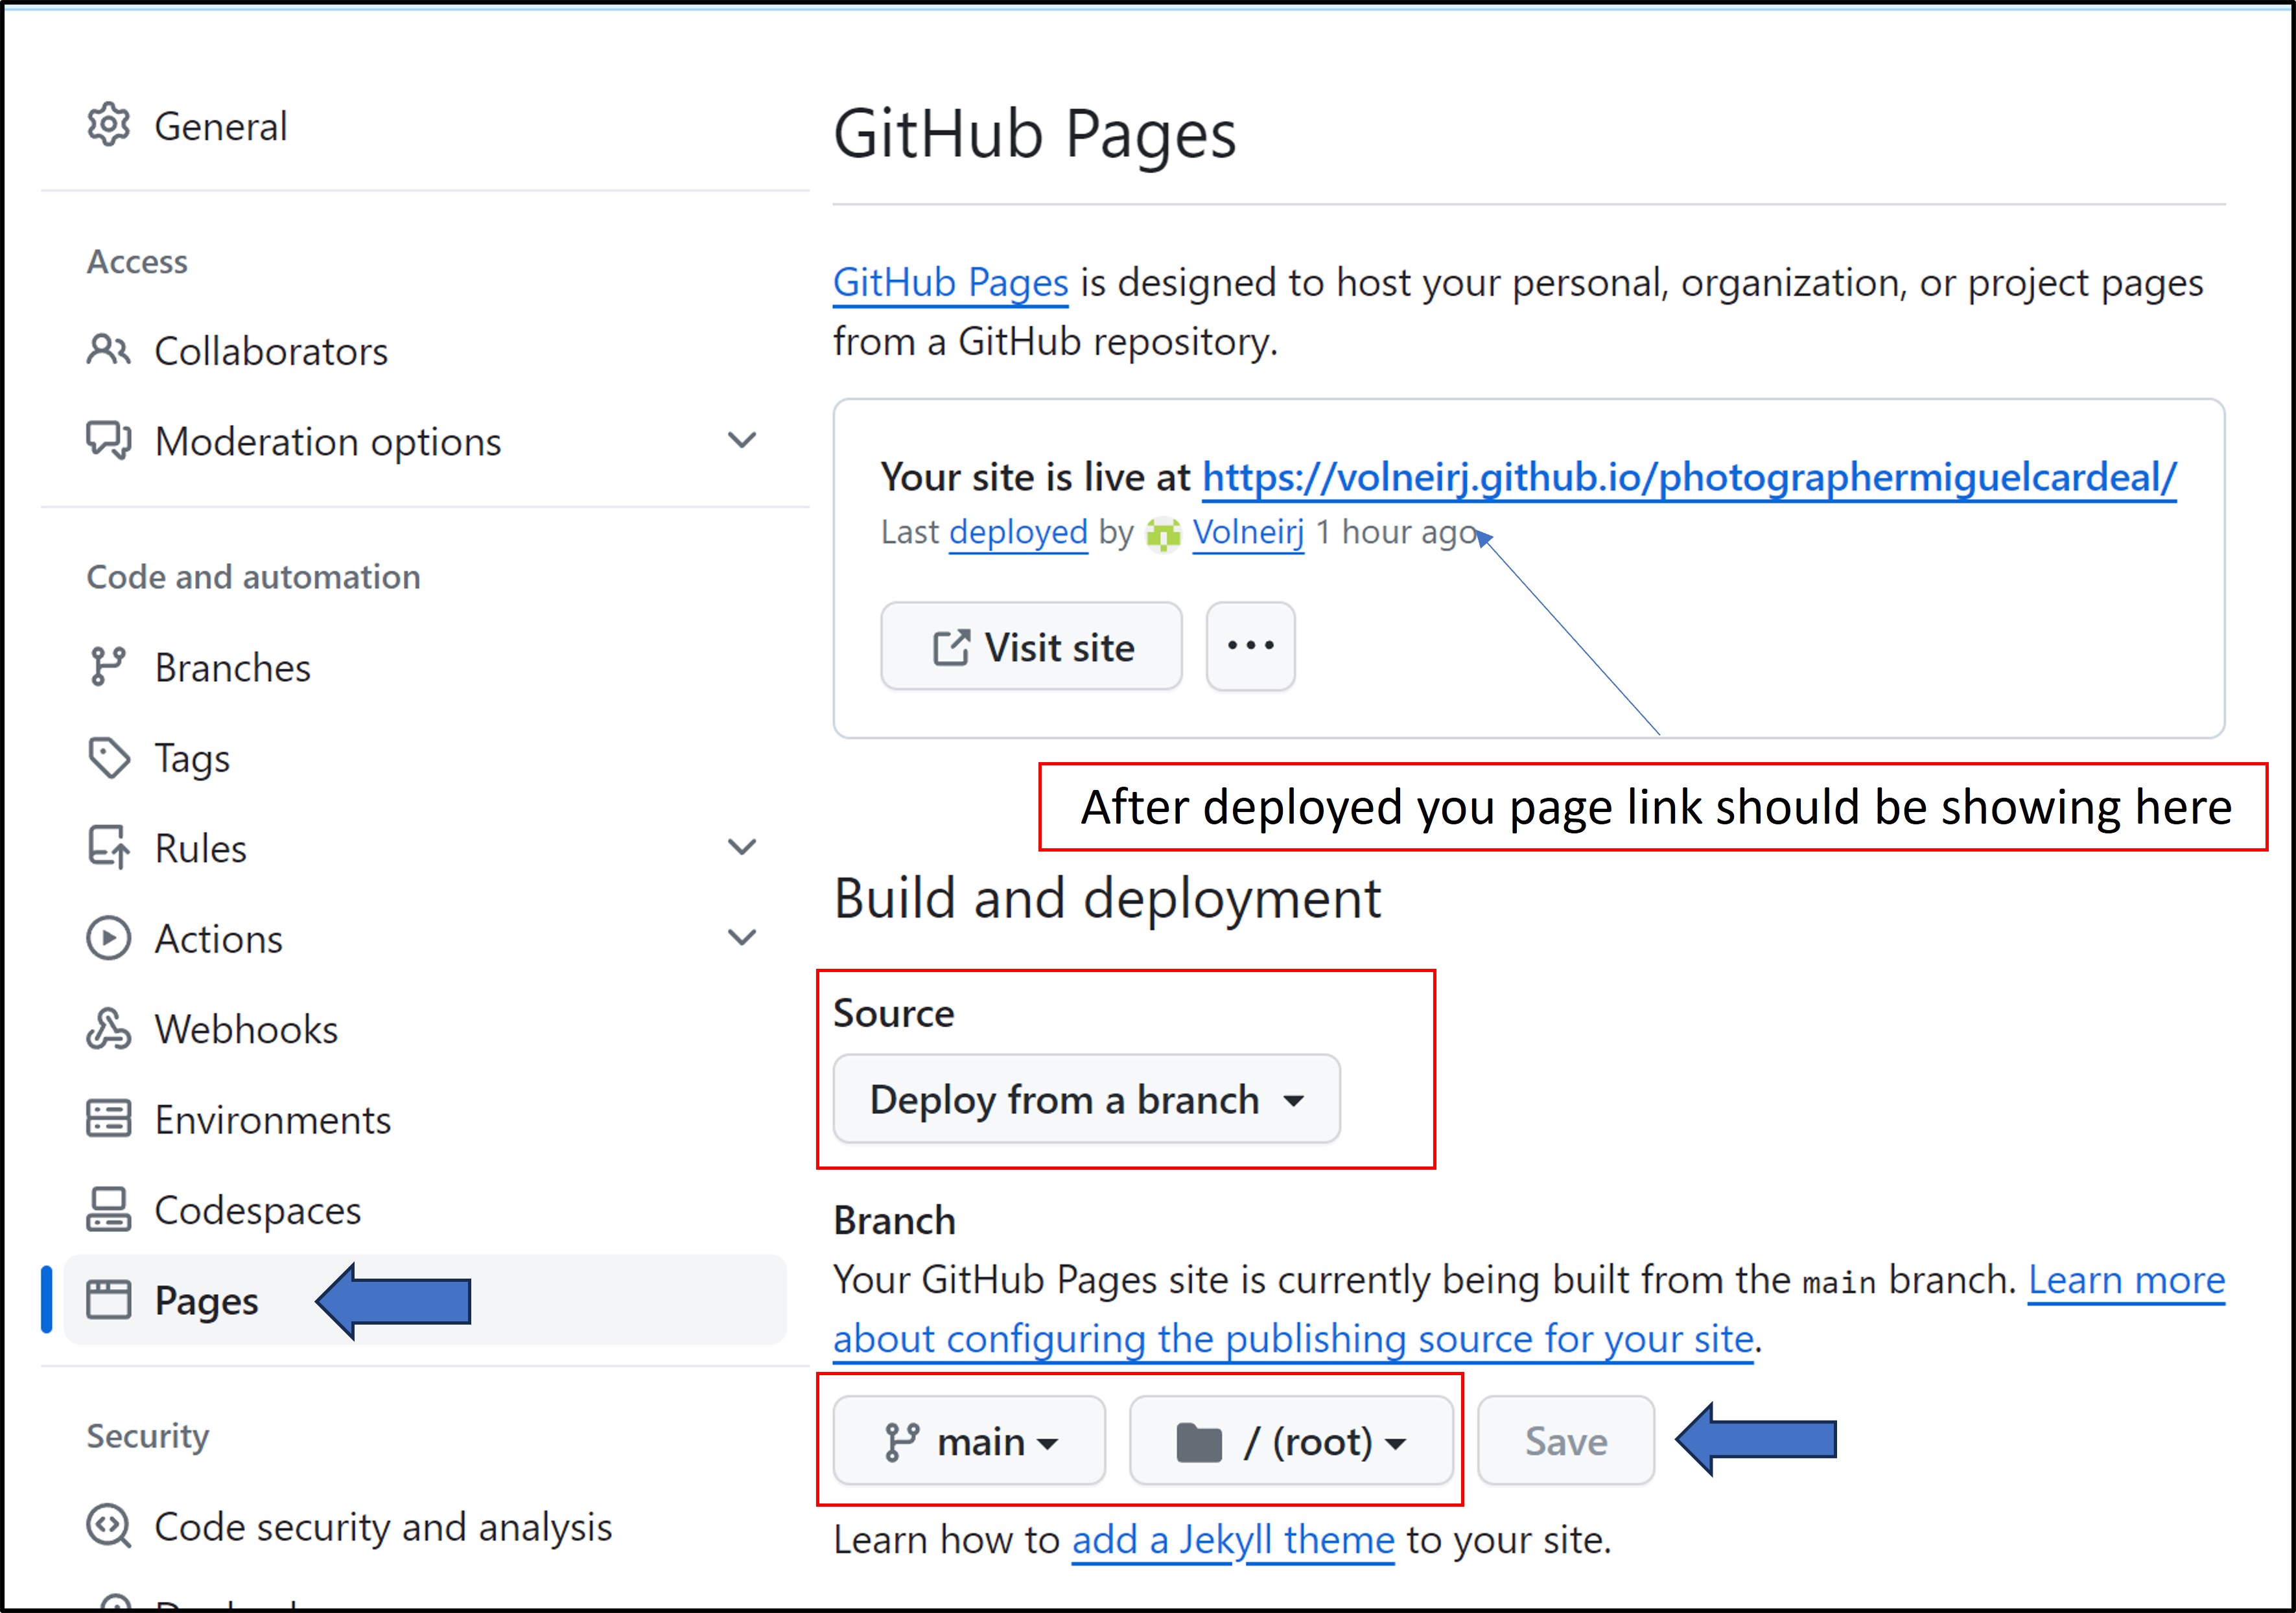 General
Access
Collaborators
Moderation options
Code and automation
Branches
Tags
Rules
Actions
Webhooks
Environments
Codespaces
Pages
Security
Code security and analysis
GitHub Pages
GitHub Pages is designed to host your personal, organization, or project pages
from a GitHub repository.
Your site is live at https://volneirj.github.io/photographermiguelcardeal/
Last deployed by Volneirj 1 hour ago
Visit site
After deployed you page link should be showing here
Build and deployment
Source
Deploy from a branch
Branch
Your GitHub Pages site is currently being built from the main branch. Learn more
about configuring the publishing source for your site.
main / (root) Save
Learn how to add a Jekyll theme to your site.